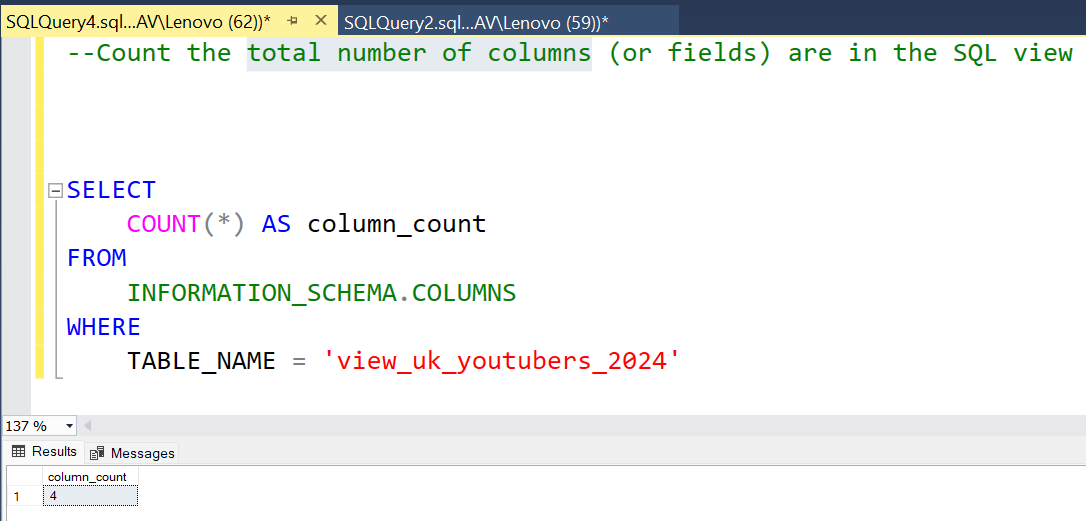 SQLQuery4.sql...AV\Lenovo (62))* SQLQuery2.sql...AV\Lenovo (59))*
--Count the total number of columns (or fields) are in the SQL view
SELECT
COUNT(*) AS column_count
FROM
INFORMATION_SCHEMA.COLUMNS
WHERE
TABLE_NAME = 'view_uk_youtubers_2024'
137 %
Results Messages
column_count
1 4